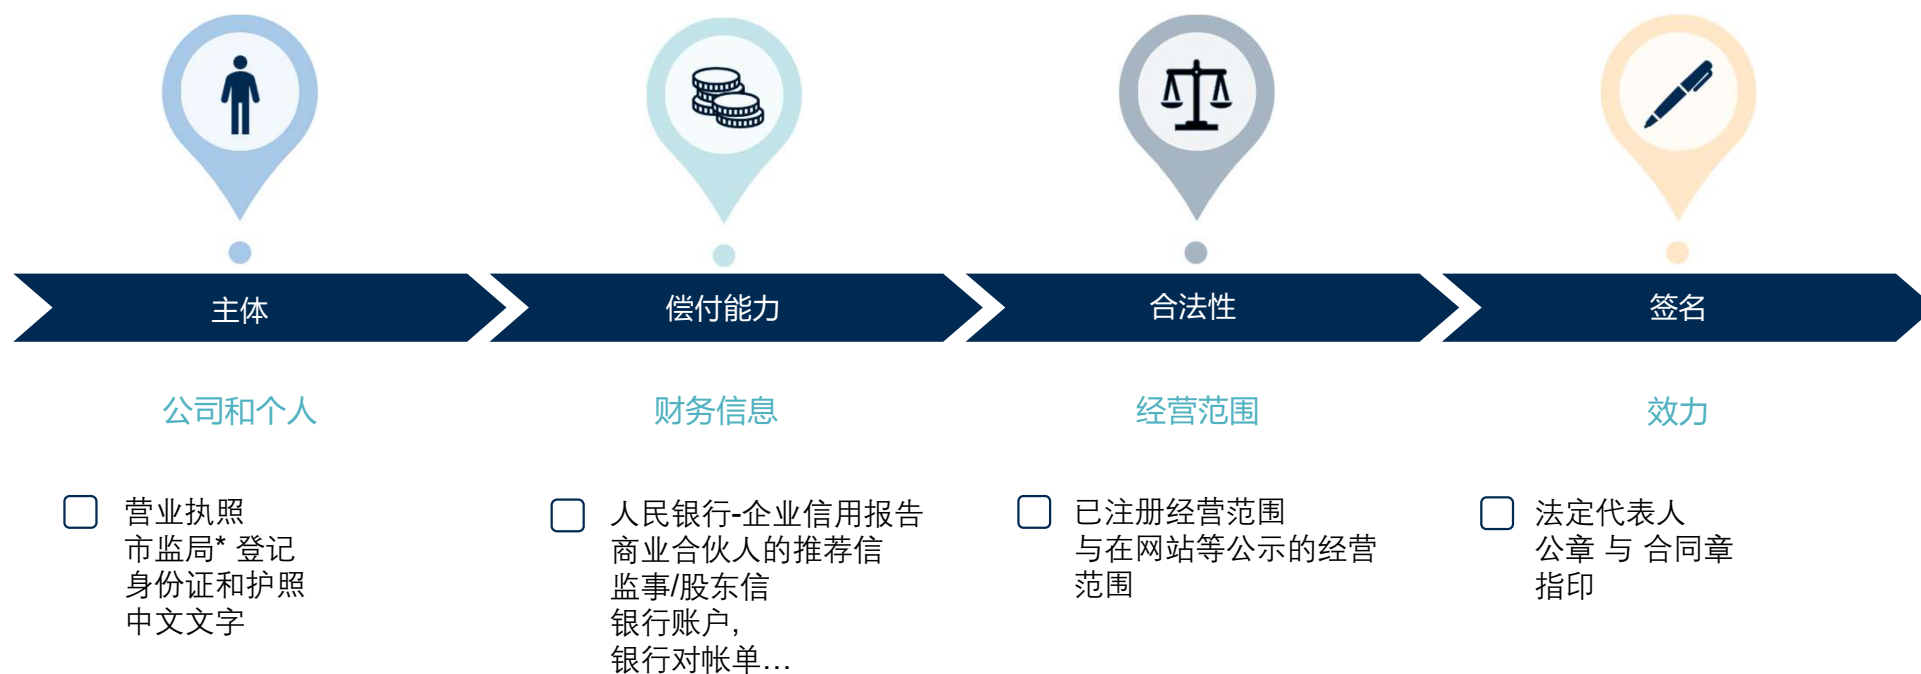 主体
偿付能力
合法性
签名
公司和个人
财务信息
经营范围
效力
营业执照
市监局* 登记
身份证和护照
中文文字
人民银行-企业信用报告
商业合伙人的推荐信
监事/股东信
银行账户,
银行对帐单…
已注册经营范围
与在网站等公示的经营
范围
法定代表人
公章 与 合同章
指印